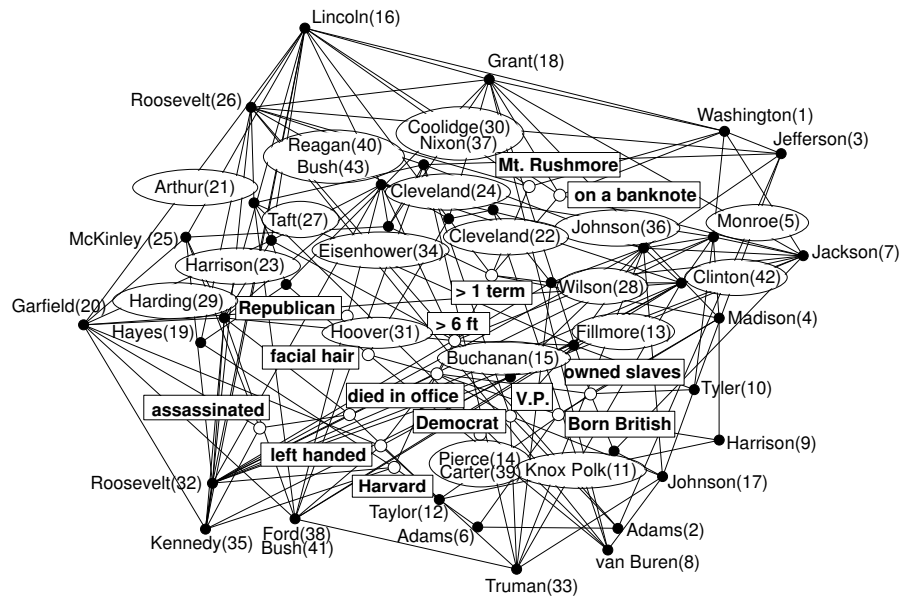 Lincoln(16)
Grant(18)
Roosevelt(26)
Washington(1)
Coolidge(30)
Nixon(37)
Jefferson(3)
Reagan(40)
Bush(43)
Mt. Rushmore
Arthur(21)
Cleveland(24)
on a banknote
Taft(27)
Johnson(36)
Monroe(5)
McKinley (25)
Eisenhower(34)
Cleveland(22)
Jackson(7)
Harrison(23)
Clinton(42)
> 1 term
Wilson(28)
Garfield(20)
Harding(29)
Republican
Madison(4)
Hayes(19)
Hoover(31)
> 6 ft
Fillmore(13)
facial hair
Buchanan(15)
owned slaves
Tyler(10)
died in office
V.P.
assassinated
Democrat
Born British
Harrison(9)
left handed
Pierce(14)
Carter(39)
Knox Polk(11)
Roosevelt(32)
Harvard
Johnson(17)
Taylor(12)
Kennedy(35)
Ford(38)
Bush(41)
Adams(6)
Adams(2)
van Buren(8)
Truman(33)